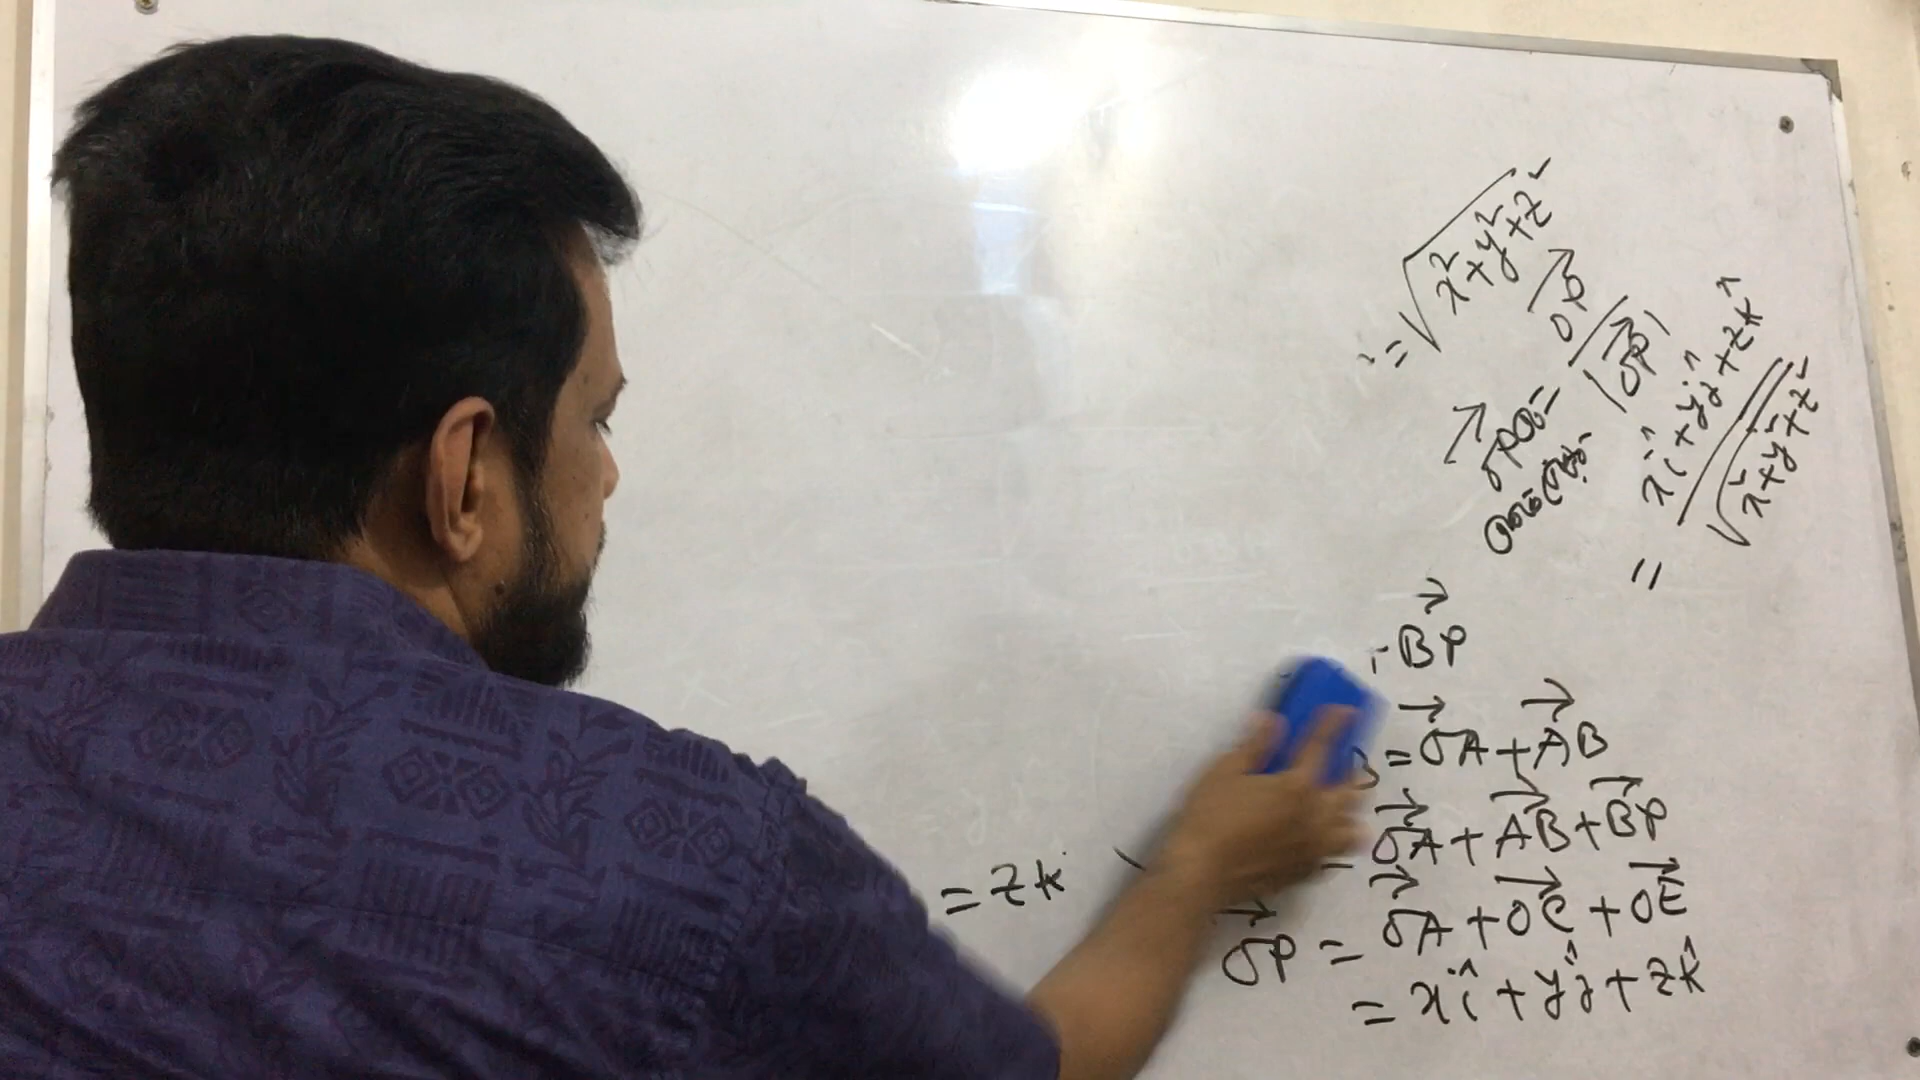 = √x²+y²+z²
OP→ = OP→ / |OP→|
= xî+yĵ+zk̂ / √x²+y²+z²
BP→
B = OA→ + AB→
= OA→ + AB→ + BP→
= zk
OP→ = OA→ + OC→ + OE→
= xî + yĵ + zk̂